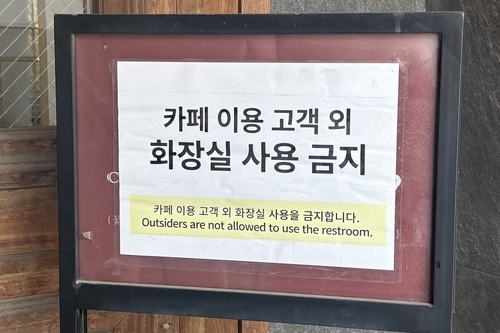 카페 이용 고객 외
화장실 사용 금지
카페 이용 고객 외 화장실 사용을 금지합니다.
Outsiders are not allowed to use the restroom.